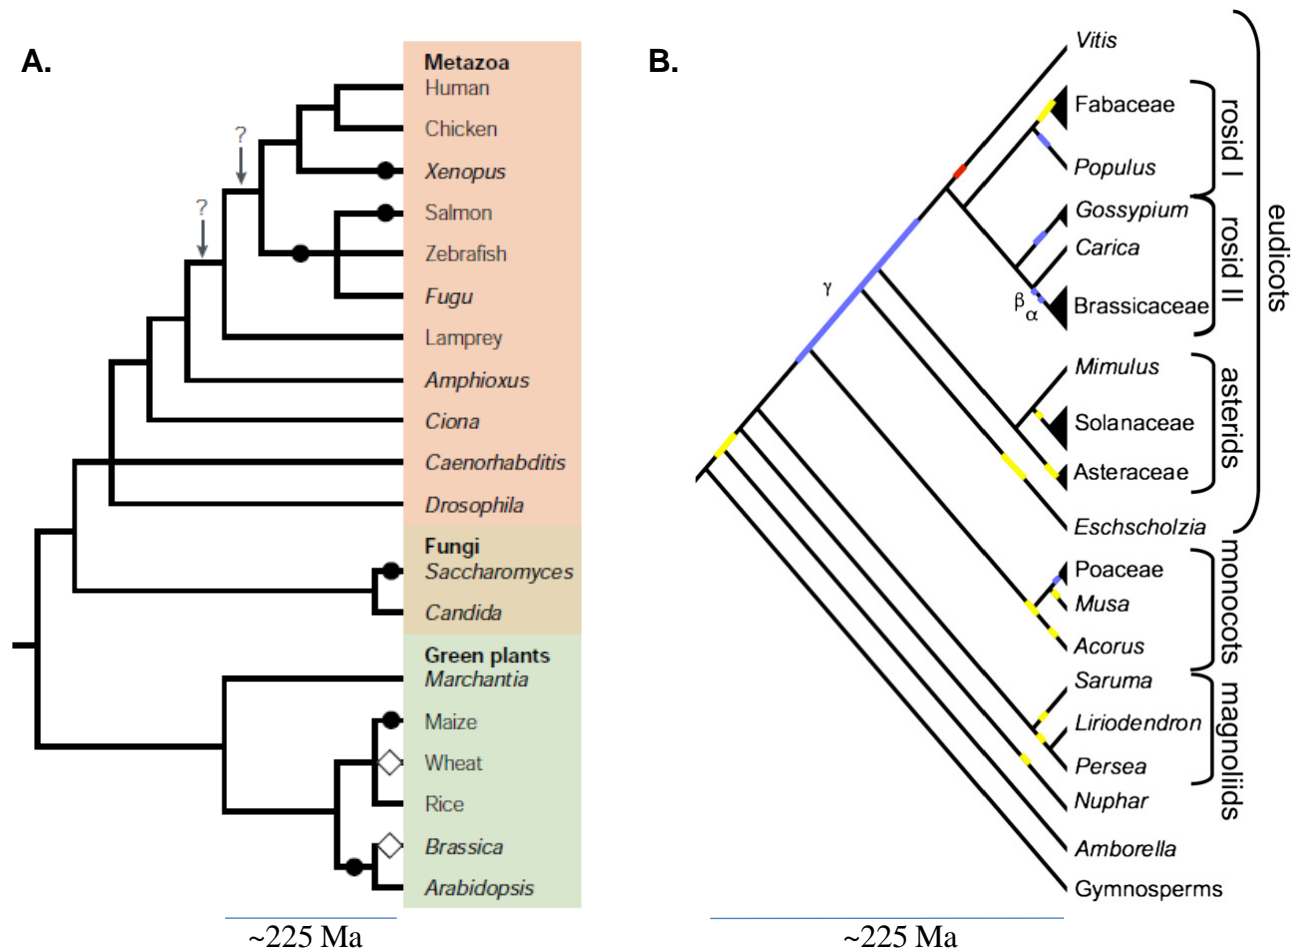 A.
?
?
Metazoa
Human
Chicken
Xenopus
Salmon
Zebrafish
Fugu
Lamprey
Amphioxus
Ciona
Caenorhabditis
Drosophila
Fungi
Saccharomyces
Candida
Green plants
Marchantia
Maize
Wheat
Rice
Brassica
Arabidopsis
~225 Ma
B.
γ
β
α
Vitis
Fabaceae
Populus
Gossypium
Carica
Brassicaceae
Mimulus
Solanaceae
Asteraceae
Eschscholzia
Poaceae
Musa
Acorus
Saruma
Liriodendron
Persea
Nuphar
Amborella
Gymnosperms
rosid I
rosid II
asterids
eudicots
monocots
magnoliids
~225 Ma